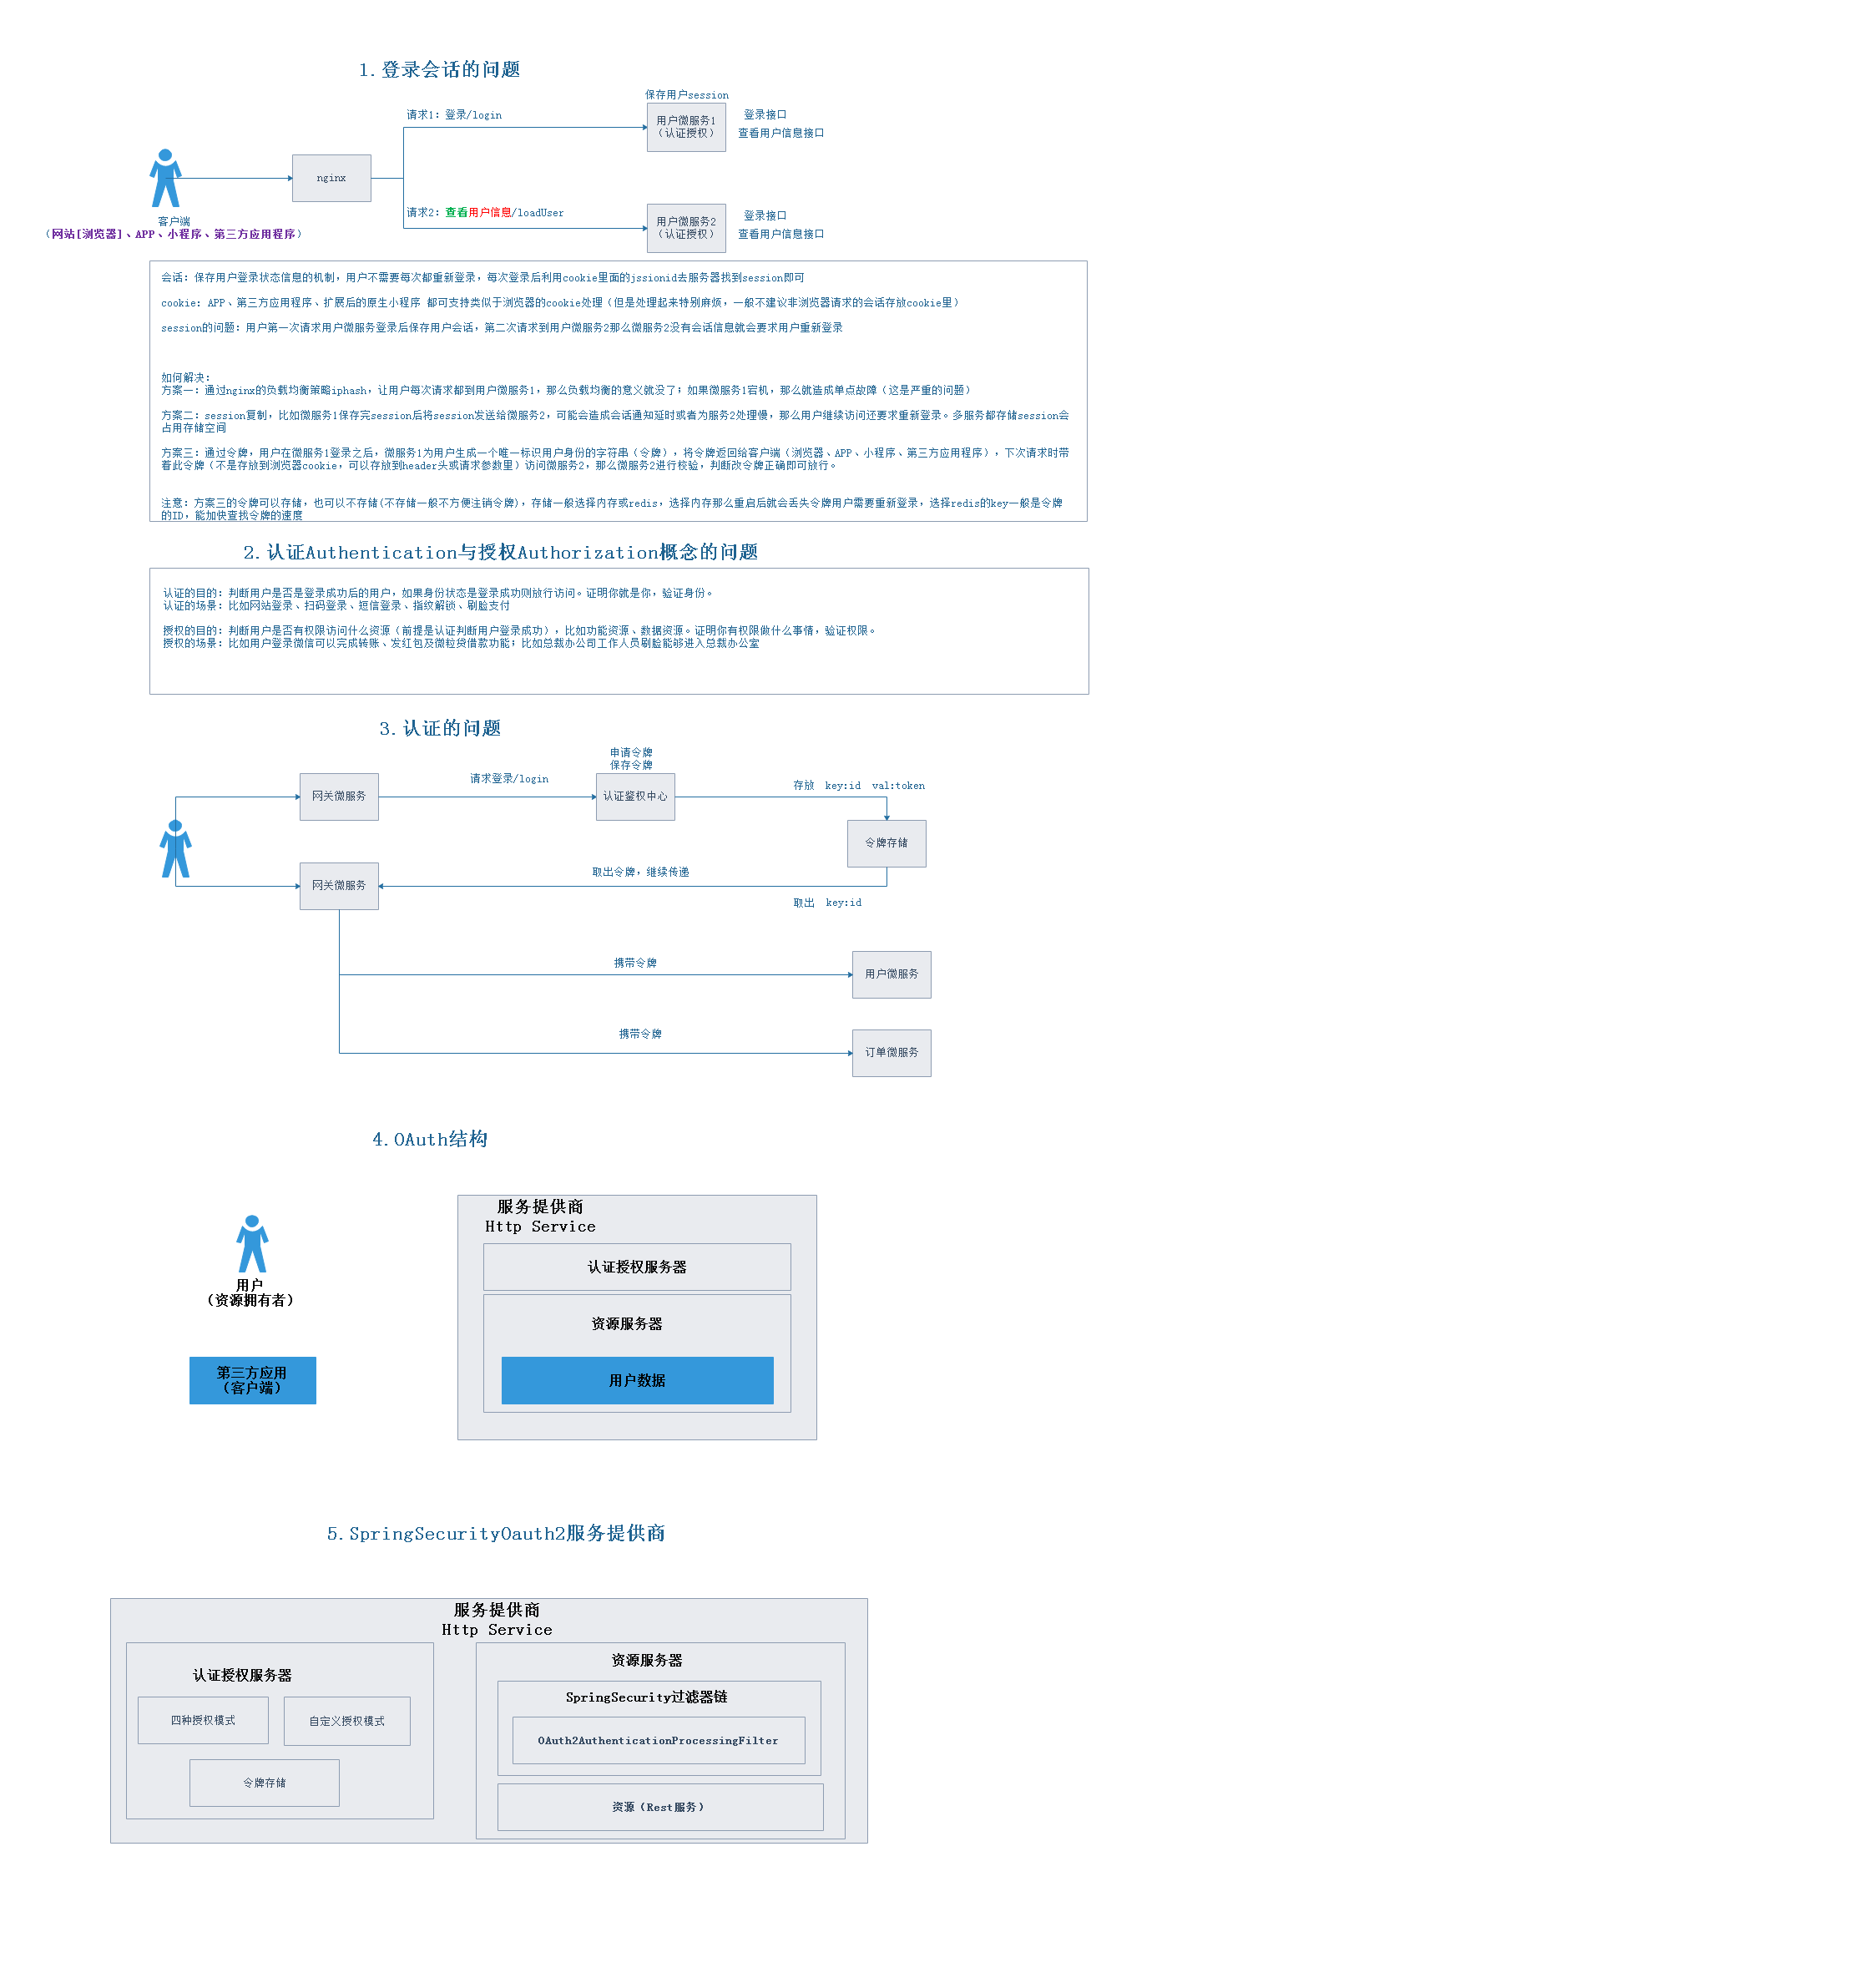 1.登录会话的问题
保存用户session
请求1: 登录/login
用户微服务1
（认证授权）
登录接口
查看用户信息接口
nginx
请求2: 查看用户信息/loadUser
用户微服务2
（认证授权）
登录接口
查看用户信息接口
客户端
（网站[浏览器]、APP、小程序、第三方应用程序）
会话: 保存用户登录状态信息的机制，用户不需要每次都重新登录，每次登录后利用cookie里面的jssionid去服务器找到session即可
cookie: APP、第三方应用程序、扩展后的原生小程序 都可支持类似于浏览器的cookie处理（但是处理起来特别麻烦，一般不建议非浏览器请求的会话存放cookie里）
session的问题: 用户第一次请求用户微服务登录后保存用户会话，第二次请求到用户微服务2那么微服务2没有会话信息就会要求用户重新登录
如何解决:
方案一: 通过nginx的负载均衡策略iphash，让用户每次请求都到用户微服务1，那么负载均衡的意义就没了; 如果微服务1宕机，那么就造成单点故障（这是严重的问题）
方案二: session复制，比如微服务1保存完session后将session发送给微服务2，可能会造成会话通知延时或者为服务2处理慢，那么用户继续访问还要求重新登录。多服务都存储session会
占用存储空间
方案三: 通过令牌，用户在微服务1登录之后，微服务1为用户生成一个唯一标识用户身份的字符串（令牌），将令牌返回给客户端（浏览器、APP、小程序、第三方应用程序），下次请求时带
着此令牌（不是存放到浏览器cookie，可以存放到header头或请求参数里）访问微服务2，那么微服务2进行校验，判断改令牌正确即可放行。
注意: 方案三的令牌可以存储，也可以不存储(不存储一般不方便注销令牌)，存储一般选择内存或redis，选择内存那么重启后就会丢失令牌用户需要重新登录，选择redis的key一般是令牌
的ID，能加快查找令牌的速度
2.认证Authentication与授权Authorization概念的问题
认证的目的: 判断用户是否是登录成功后的用户，如果身份状态是登录成功则放行访问。证明你就是你，验证身份。
认证的场景: 比如网站登录、扫码登录、短信登录、指纹解锁、刷脸支付
授权的目的: 判断用户是否有权限访问什么资源（前提是认证判断用户登录成功），比如功能资源、数据资源。证明你有权限做什么事情，验证权限。
授权的场景: 比如用户登录微信可以完成转账、发红包及微粒贷借款功能; 比如总裁办公司工作人员刷脸能够进入总裁办公室
3.认证的问题
申请令牌
保存令牌
请求登录/login
网关微服务
认证鉴权中心
存放 key:id val:token
令牌存储
取出令牌，继续传递
网关微服务
取出 key:id
携带令牌
用户微服务
携带令牌
订单微服务
4.OAuth结构
服务提供商
Http Service
认证授权服务器
用户
（资源拥有者）
资源服务器
第三方应用
（客户端）
用户数据
5.SpringSecurityOauth2服务提供商
服务提供商
Http Service
认证授权服务器
四种授权模式
自定义授权模式
令牌存储
资源服务器
SpringSecurity过滤器链
OAuth2AuthenticationProcessingFilter
资源（Rest服务）